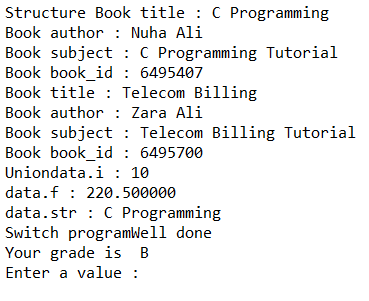 Structure Book title : C Programming
Book author : Nuha Ali
Book subject : C Programming Tutorial
Book book_id : 6495407
Book title : Telecom Billing
Book author : Zara Ali
Book subject : Telecom Billing Tutorial
Book book_id : 6495700
Uniondata.i : 10
data.f : 220.500000
data.str : C Programming
Switch programWell done
Your grade is  B
Enter a value :